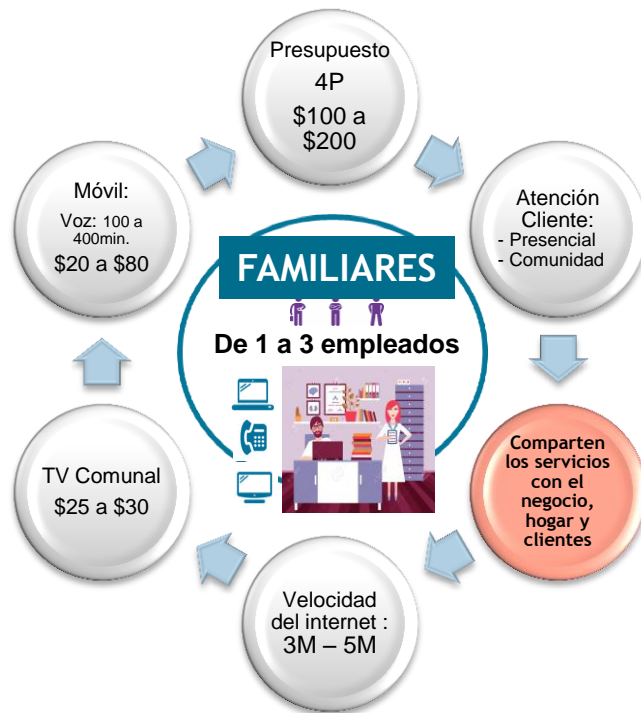 Presupuesto
4P
$100 a
$200
Atención
Cliente:
- Presencial
- Comunidad
Comparten
los servicios
con el
negocio,
hogar y
clientes
Velocidad
del internet :
3M – 5M
TV Comunal
$25 a $30
Móvil:
Voz: 100 a
400min.
$20 a $80
FAMILIARES
De 1 a 3 empleados